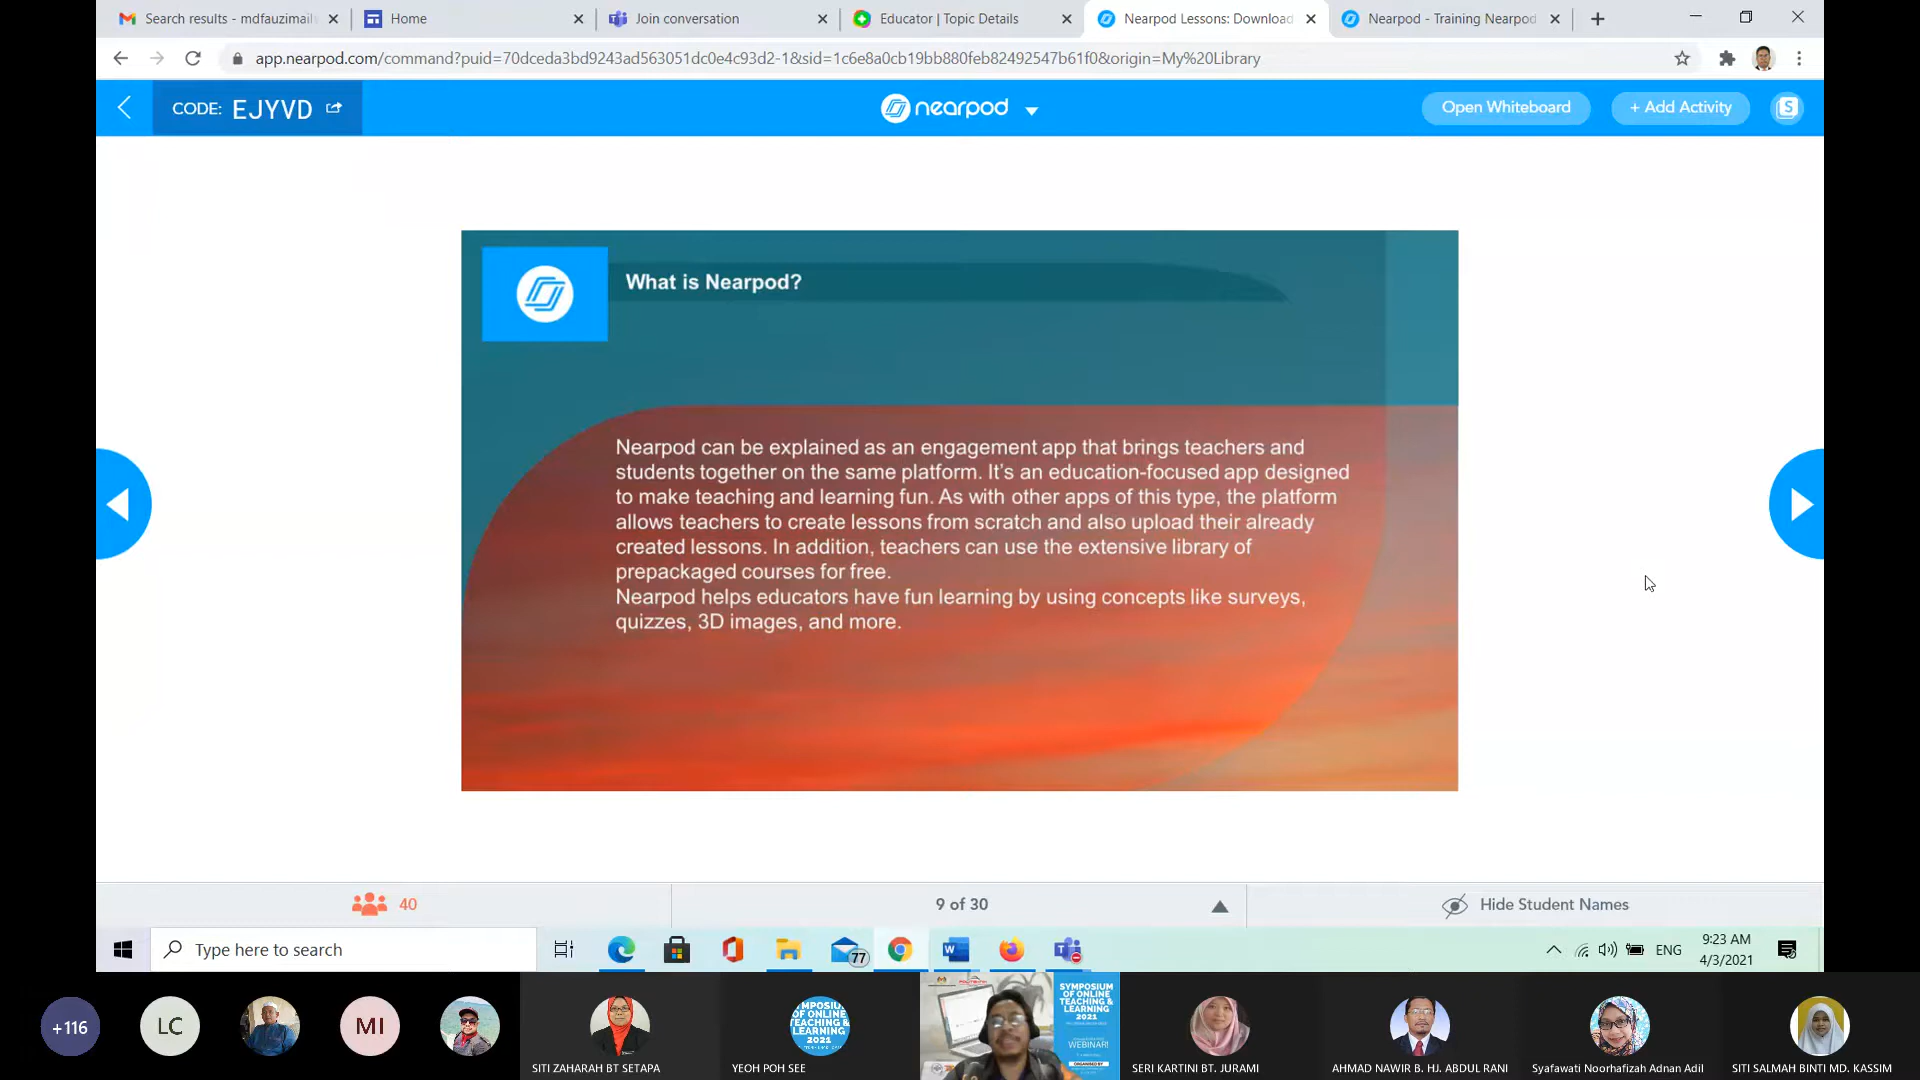 Search results - mdfauzimail
Home
Join conversation
Educator | Topic Details
Nearpod Lessons: Download
Nearpod - Training Nearpod
app.nearpod.com/command?puid=70dceda3bd9243ad563051dc0e4c93d2-1&sid=1c6e8a0cb19bb880feb82492547b61f0&origin=My%20Library
CODE: EJYVD
nearpod
Open Whiteboard
+ Add Activity
S
What is Nearpod?
Nearpod can be explained as an engagement app that brings teachers and
students together on the same platform. It's an education-focused app designed
to make teaching and learning fun. As with other apps of this type, the platform
allows teachers to create lessons from scratch and also upload their already
created lessons. In addition, teachers can use the extensive library of
prepackaged courses for free.
Nearpod helps educators have fun learning by using concepts like surveys,
quizzes, 3D images, and more.
40
9 of 30
Hide Student Names
Type here to search
77
ENG
9:23 AM
4/3/2021
+116
LC
MI
SITI ZAHARAH BT SETAPA
OF ONLINE
TEACHING &
LEARNING
2021
YEOH POH SEE
SYMPOSIUM
OF ONLINE
TEACHING &
LEARNING
2021
WEBINAR!
SERI KARTINI BT. JURAMI
AHMAD NAWIR B. HJ. ABDUL RANI
Syafawati Noorhafizah Adnan Adil
SITI SALMAH BINTI MD. KASSIM